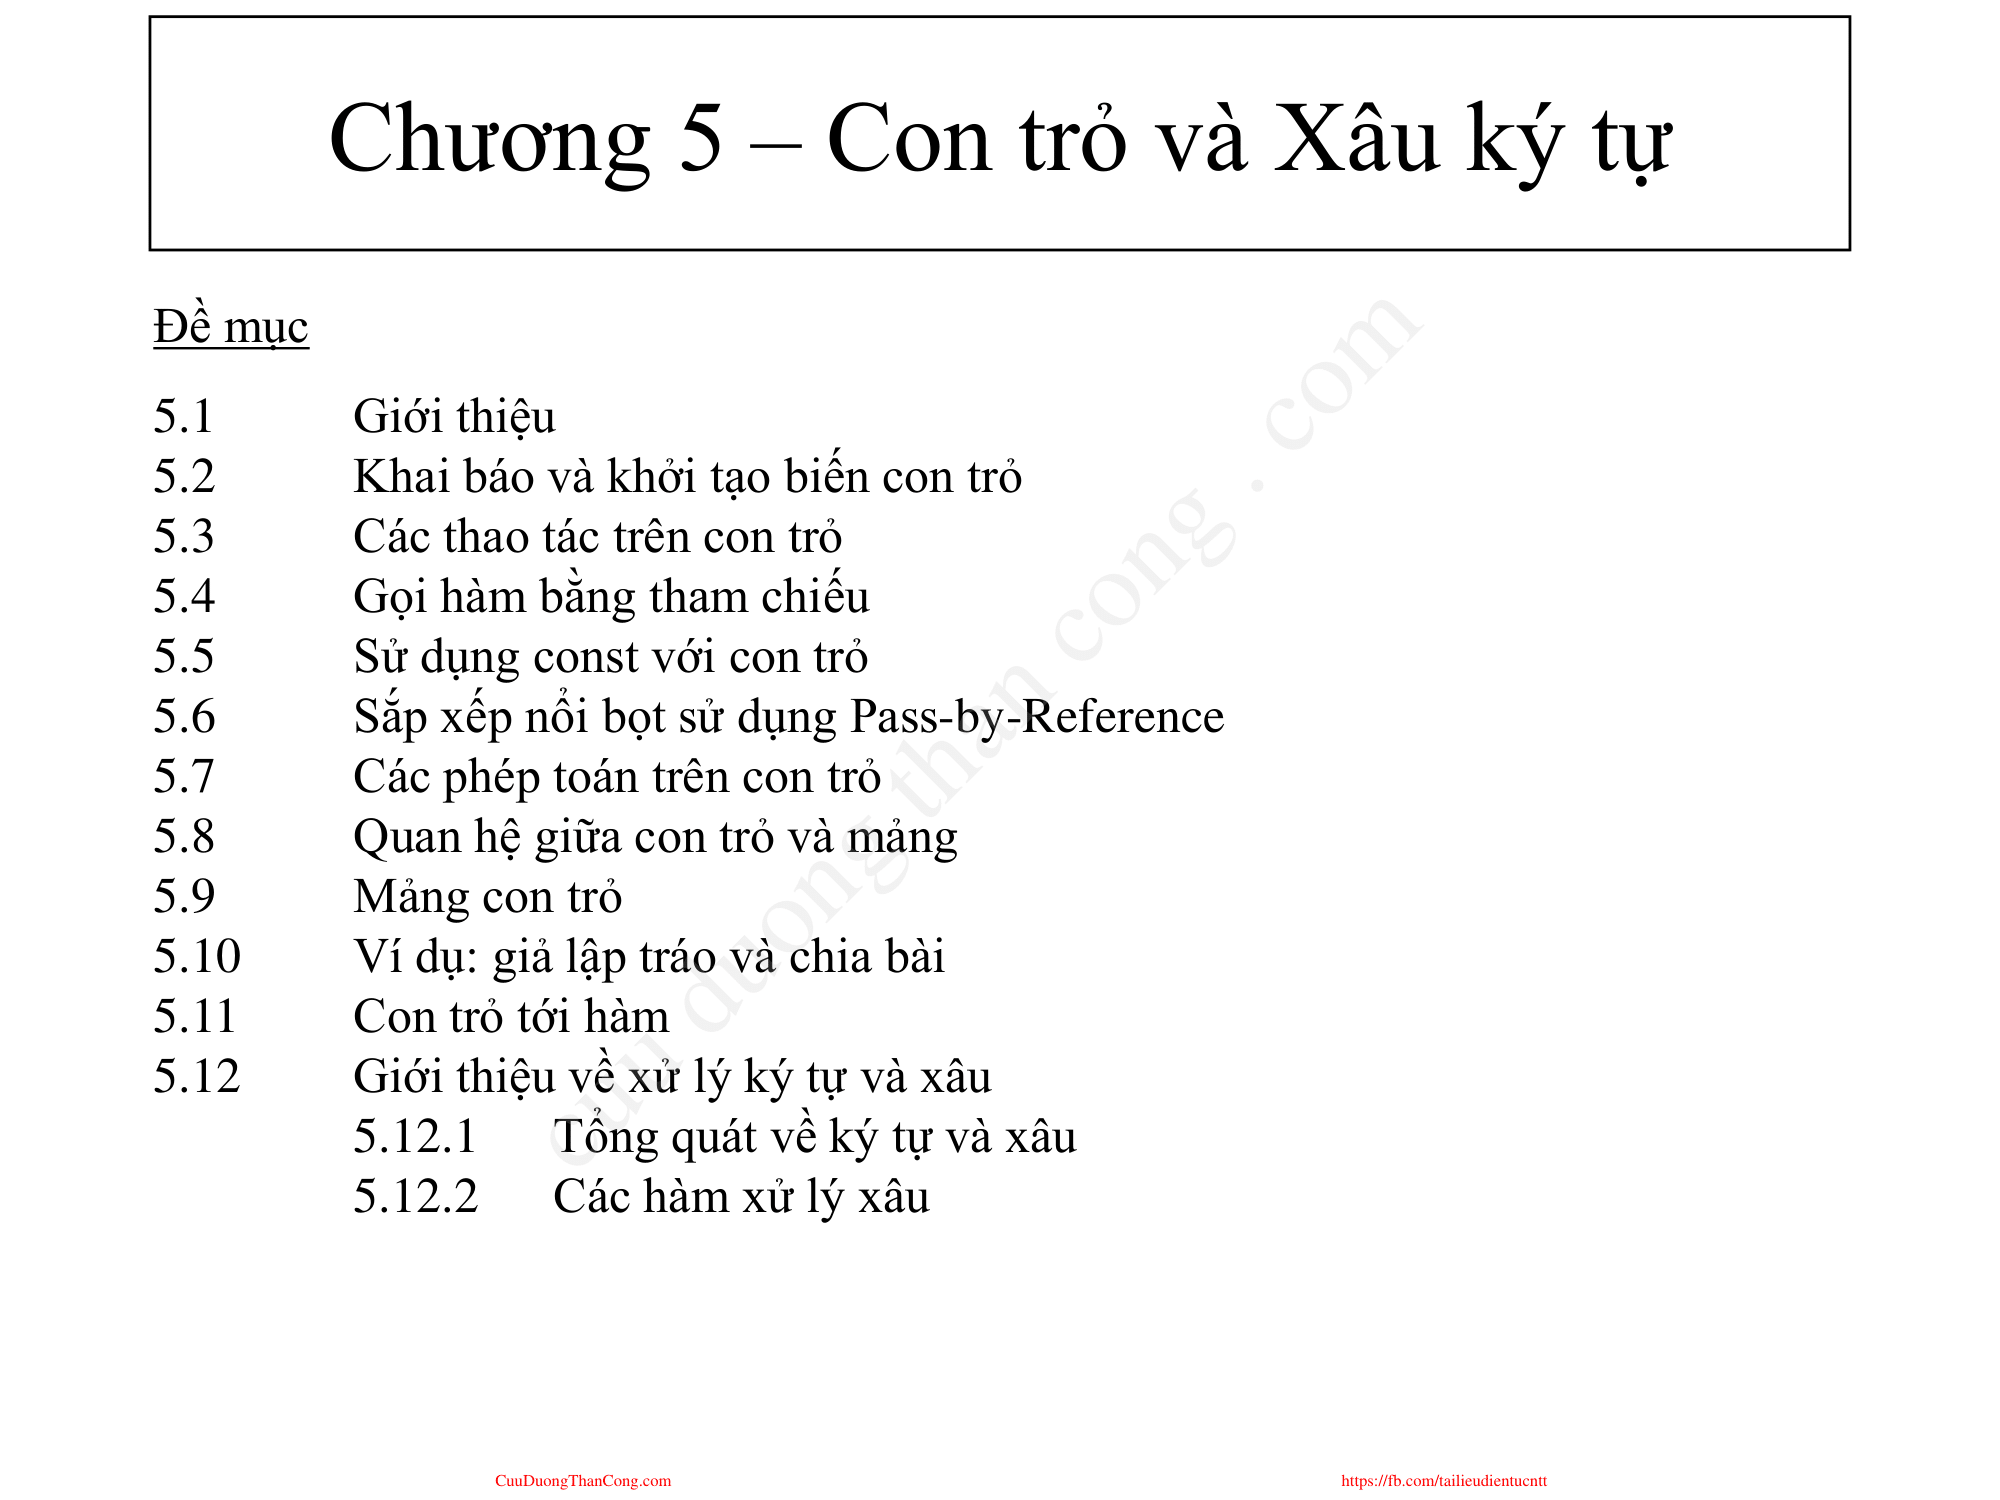 Chương 5 – Con trỏ và Xâu ký tự
Đề mục
5.1 Giới thiệu
5.2 Khai báo và khởi tạo biến con trỏ
5.3 Các thao tác trên con trỏ
5.4 Gọi hàm bằng tham chiếu
5.5 Sử dụng const với con trỏ
5.6 Sắp xếp nổi bọt sử dụng Pass-by-Reference
5.7 Các phép toán trên con trỏ
5.8 Quan hệ giữa con trỏ và mảng
5.9 Mảng con trỏ
5.10 Ví dụ: giả lập tráo và chia bài
5.11 Con trỏ tới hàm
5.12 Giới thiệu về xử lý ký tự và xâu
5.12.1 Tổng quát về ký tự và xâu
5.12.2 Các hàm xử lý xâu
cuu duong than cong . com
CuuDuongThanCong.com
https://fb.com/tailieudientucntt